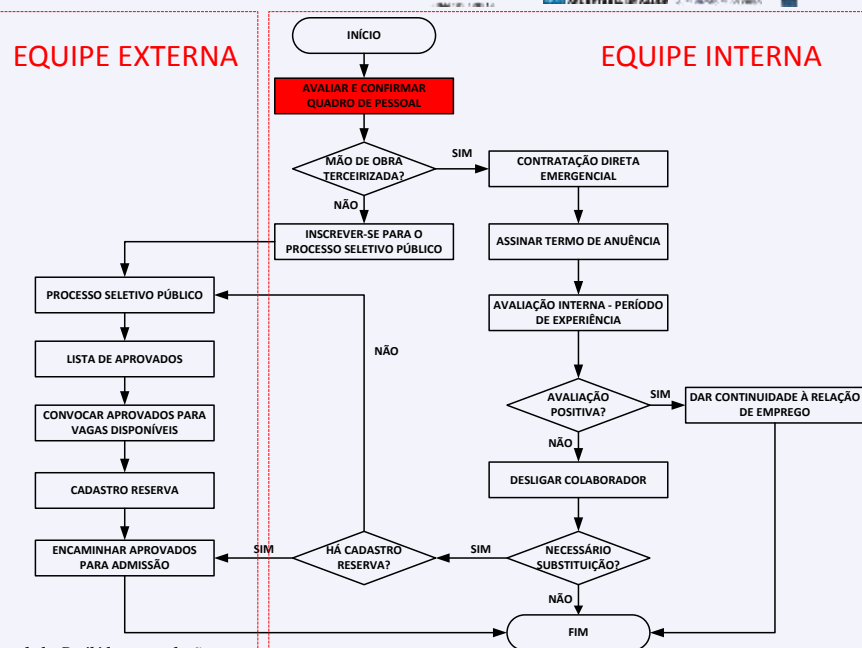 EQUIPE EXTERNA
EQUIPE INTERNA
INÍCIO
AVALIAR E CONFIRMAR
QUADRO DE PESSOAL
MÃO DE OBRA
TERCEIRIZADA?
SIM
CONTRATAÇÃO DIRETA
EMERGENCIAL
NÃO
INSCREVER-SE PARA O
PROCESSO SELETIVO PÚBLICO
ASSINAR TERMO DE ANUÊNCIA
PROCESSO SELETIVO PÚBLICO
AVALIAÇÃO INTERNA - PERÍODO
DE EXPERIÊNCIA
NÃO
LISTA DE APROVADOS
AVALIAÇÃO
POSITIVA?
SIM
DAR CONTINUIDADE À RELAÇÃO
DE EMPREGO
CONVOCAR APROVADOS PARA
VAGAS DISPONÍVEIS
NÃO
CADASTRO RESERVA
DESLIGAR COLABORADOR
ENCAMINHAR APROVADOS
PARA ADMISSÃO
SIM
HÁ CADASTRO
RESERVA?
SIM
NECESSÁRIO
SUBSTITUIÇÃO?
NÃO
FIM